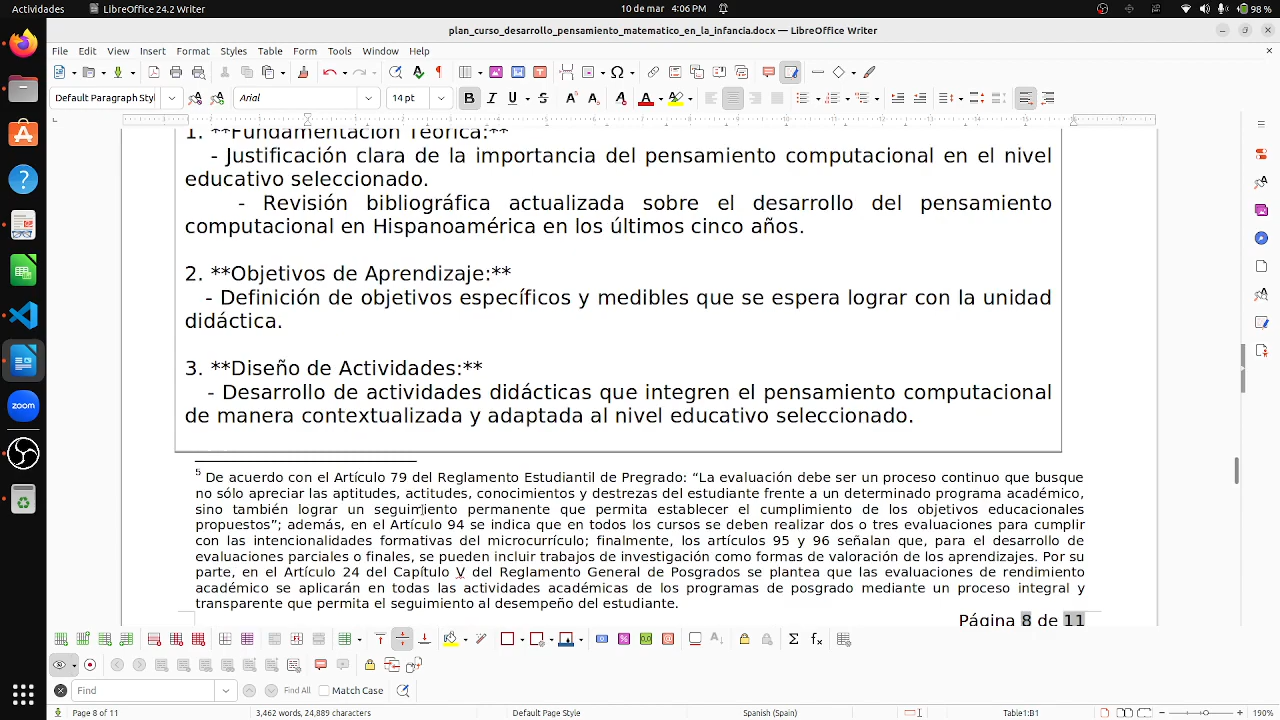 Actividades LibreOffice 24.2 Writer 10 de mar 4:06 PM 98 %
plan_curso_desarrollo_pensamiento_matematico_en_la_infancia.docx — LibreOffice Writer
File Edit View Insert Format Styles Table Form Tools Window Help
Default Paragraph Styl Arial 14 pt
1. **Fundamentación Teórica:**
- Justificación clara de la importancia del pensamiento computacional en el nivel
educativo seleccionado.
- Revisión bibliográfica actualizada sobre el desarrollo del pensamiento
computacional en Hispanoamérica en los últimos cinco años.
2. **Objetivos de Aprendizaje:**
- Definición de objetivos específicos y medibles que se espera lograr con la unidad
didáctica.
3. **Diseño de Actividades:**
- Desarrollo de actividades didácticas que integren el pensamiento computacional
de manera contextualizada y adaptada al nivel educativo seleccionado.
5 De acuerdo con el Artículo 79 del Reglamento Estudiantil de Pregrado: “La evaluación debe ser un proceso continuo que busque
no sólo apreciar las aptitudes, actitudes, conocimientos y destrezas del estudiante frente a un determinado programa académico,
sino también lograr un seguimiento permanente que permita establecer el cumplimiento de los objetivos educacionales
propuestos”; además, en el Artículo 94 se indica que en todos los cursos se deben realizar dos o tres evaluaciones para cumplir
con las intencionalidades formativas del microcurrículo; finalmente, los artículos 95 y 96 señalan que, para el desarrollo de
evaluaciones parciales o finales, se pueden incluir trabajos de investigación como formas de valoración de los aprendizajes. Por su
parte, en el Artículo 24 del Capítulo V del Reglamento General de Posgrados se plantea que las evaluaciones de rendimiento
académico se aplicarán en todas las actividades académicas de los programas de posgrado mediante un proceso integral y
transparente que permita el seguimiento al desempeño del estudiante.
Página 8 de 11
Find Find All Match Case
Page 8 of 11 3,462 words, 24,889 characters Default Page Style Spanish (Spain) Table1:B1 190%